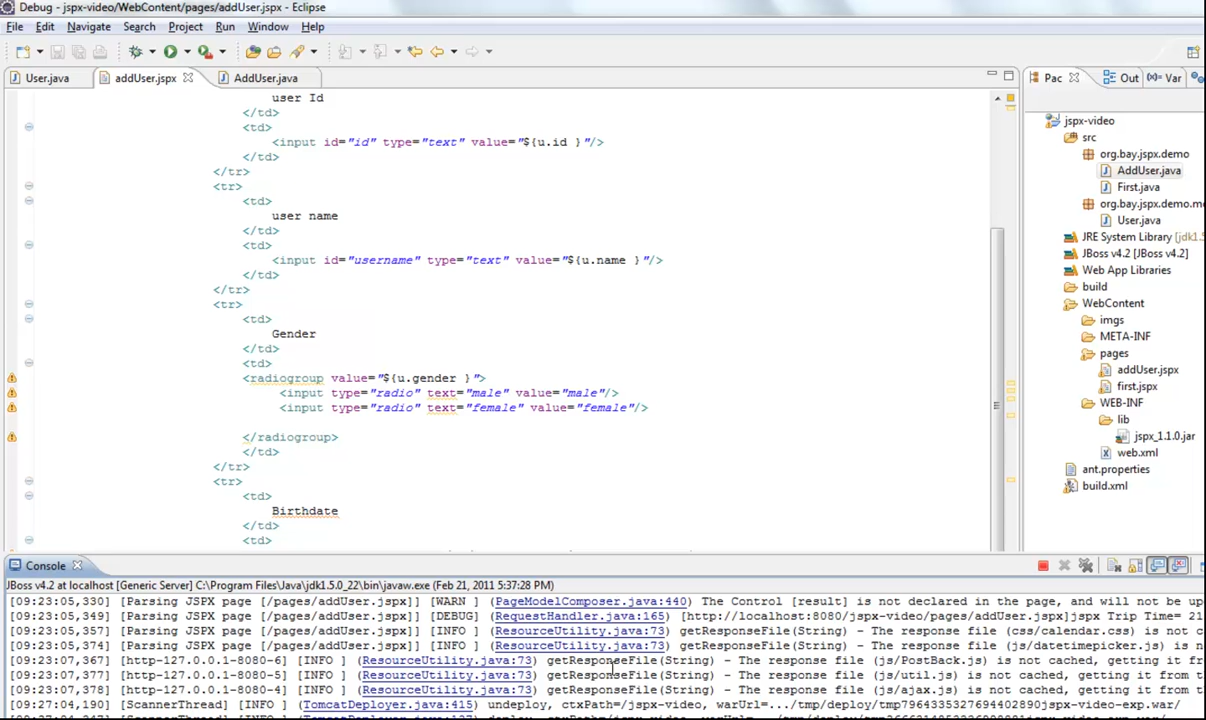 Debug - jspx-video/WebContent/pages/addUser.jspx - Eclipse
File Edit Navigate Search Project Run Window Help
User.java addUser.jspx AddUser.java
Pac Out (x)= Var
user Id
</td>
<td>
<input id="id" type="text" value="${u.id }"/>
</td>
</tr>
<tr>
<td>
user name
</td>
<td>
<input id="username" type="text" value="${u.name }"/>
</td>
</tr>
<tr>
<td>
Gender
</td>
<td>
<radiogroup value="${u.gender }">
<input type="radio" text="male" value="male"/>
<input type="radio" text="female" value="female"/>
</radiogroup>
</td>
</tr>
<tr>
<td>
Birthdate
</td>
<td>
jspx-video
src
org.bay.jspx.demo
AddUser.java
First.java
org.bay.jspx.demo.mo
User.java
JRE System Library [jdk1.5
JBoss v4.2 [JBoss v4.2]
Web App Libraries
build
WebContent
imgs
META-INF
pages
addUser.jspx
first.jspx
WEB-INF
lib
jspx_1.1.0.jar
web.xml
ant.properties
build.xml
Console
JBoss v4.2 at localhost [Generic Server] C:\Program Files\Java\jdk1.5.0_22\bin\javaw.exe (Feb 21, 2011 5:37:28 PM)
[09:23:05,330) [Parsing JSPX page [/pages/addUser.jspx]] [WARN ] (PageModelComposer.java:440) The Control [result] is not declared in the page, and will not be up
[09:23:05,349] [Parsing JSPX page [/pages/addUser.jspx]] [DEBUG] (RequestHandler.java:165) [http://localhost:8080/jspx-video/pages/addUser.jspx]jspx Trip Time= 21
[09:23:05,357] [Parsing JSPX page [/pages/addUser.jspx]] [INFO ] (ResourceUtility.java:73) getResponseFile(String) - The response file (css/calendar.css) is not c
[09:23:05,374] [Parsing JSPX page [/pages/addUser.jspx]] [INFO ] (ResourceUtility.java:73) getResponseFile(String) - The response file (js/datetimepicker.js) is n
[09:23:07,367] [http-127.0.0.1-8080-6] [INFO ] (ResourceUtility.java:73) getResponseFile(String) - The response file (js/PostBack.js) is not cached, getting it fr
[09:23:07,377] [http-127.0.0.1-8080-5] [INFO ] (ResourceUtility.java:73) getResponseFile(String) - The response file (js/util.js) is not cached, getting it from t
[09:23:07,378] [http-127.0.0.1-8080-4] [INFO ] (ResourceUtility.java:73) getResponseFile(String) - The response file (js/ajax.js) is not cached, getting it from t
[09:27:04,190] [ScannerThread] [INFO ] (TomcatDeployer.java:415) undeploy, ctxPath=/jspx-video, warUrl=.../tmp/deploy/tmp7964335327694402890jspx-video-exp.war/